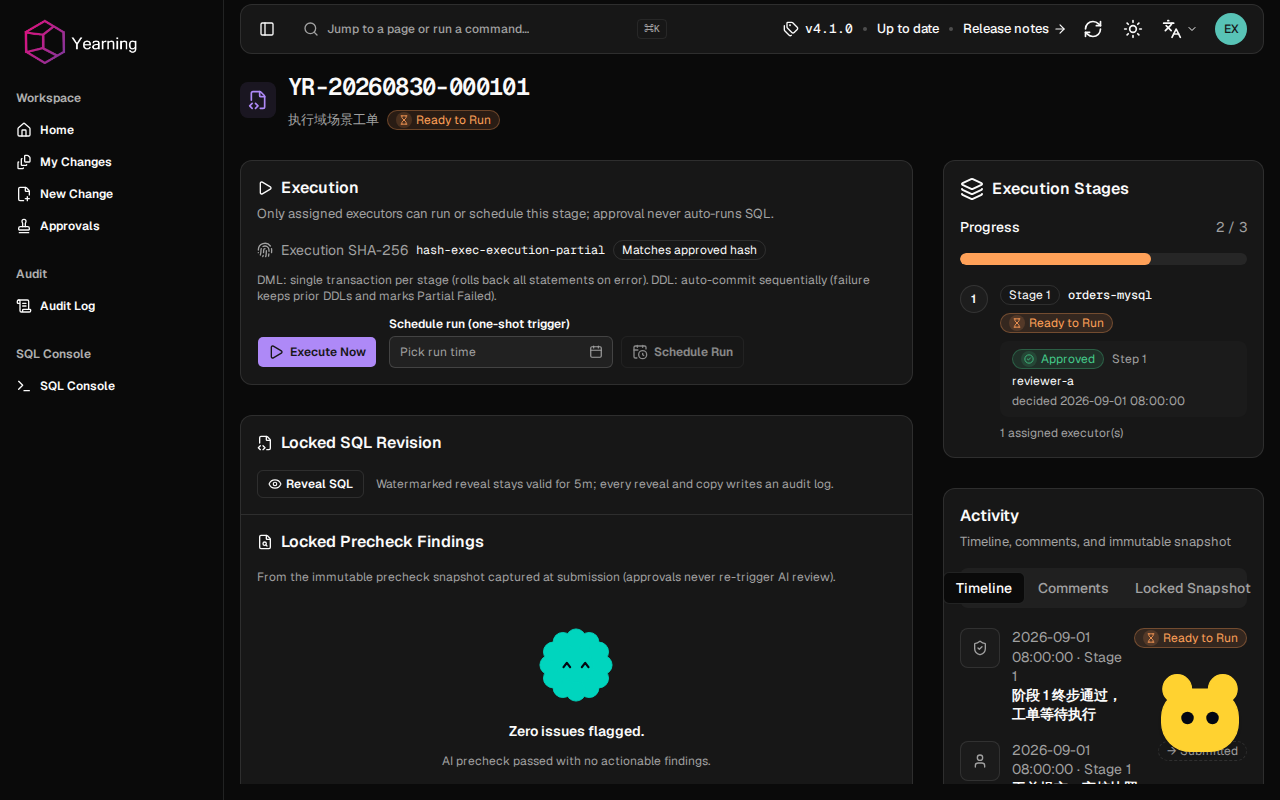 Yearning
Workspace
Home
My Changes
New Change
Approvals
Audit
Audit Log
SQL Console
SQL Console
Jump to a page or run a command...
⌘K
v4.1.0
Up to date
Release notes →
EX
YR-20260830-000101
执行域场景工单
Ready to Run
Execution
Only assigned executors can run or schedule this stage; approval never auto-runs SQL.
Execution SHA-256 hash-exec-execution-partial Matches approved hash
DML: single transaction per stage (rolls back all statements on error). DDL: auto-commit sequentially (failure
keeps prior DDLs and marks Partial Failed).
Schedule run (one-shot trigger)
Execute Now
Pick run time
Schedule Run
Locked SQL Revision
Reveal SQL
Watermarked reveal stays valid for 5m; every reveal and copy writes an audit log.
Locked Precheck Findings
From the immutable precheck snapshot captured at submission (approvals never re-trigger AI review).
Zero issues flagged.
AI precheck passed with no actionable findings.
Execution Stages
Progress
2 / 3
1
Stage 1
orders-mysql
Ready to Run
Approved
Step 1
reviewer-a
decided 2026-09-01 08:00:00
1 assigned executor(s)
Activity
Timeline, comments, and immutable snapshot
Timeline
Comments
Locked Snapshot
2026-09-01
08:00:00 · Stage
1
Ready to Run
阶段 1 终步通过，
工单等待执行
2026-09-01
08:00:00 · Stage 1
→ Submitted